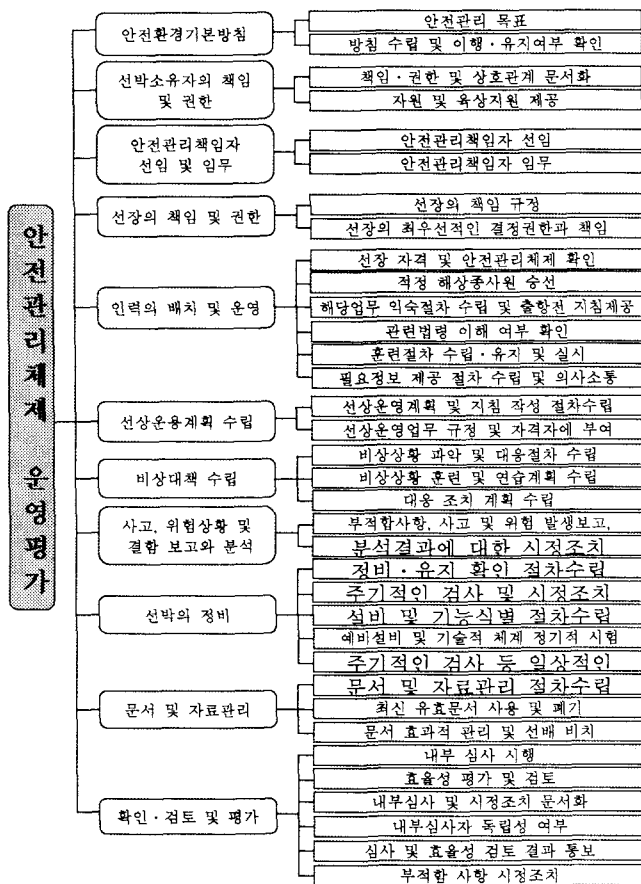 안전관리체제 운영평가
안전환경기본방침
안전관리 목표
방침 수립 및 이행·유지여부 확인
선박소유자의 책임
및 권한
책임·권한 및 상호관계 문서화
자원 및 육상지원 제공
안전관리책임자
선임 및 임무
안전관리책임자 선임
안전관리책임자 임무
선장의 책임 및 권한
선장의 책임 규정
선장의 최우선적인 결정권한과 책임
인력의 배치 및 운영
선장 자격 및 안전관리체제 확인
적정 해상종사원 승선
해당업무 익숙절차 수립 및 출항전 지침제공
관련법령 이해 여부 확인
훈련절차 수립·유지 및 실시
필요정보 제공 절차 수립 및 의사소통
선상운용계획 수립
선상운영계획 및 지침 작성 절차수립
선상운영업무 규정 및 자격자에 부여
비상대책 수립
비상상황 파악 및 대응절차 수립
비상상황 훈련 및 연습계획 수립
대응 조치 계획 수립
사고, 위험상황 및
결함 보고와 분석
부적합사항, 사고 및 위험 발생보고,
분석결과에 대한 시정조치
선박의 정비
정비·유지 확인 절차수립
주기적인 검사 및 시정조치
설비 및 기능식별 절차수립
예비설비 및 기술적 체계 정기적 시험
주기적인 검사 등 일상적인
문서 및 자료관리
문서 및 자료관리 절차수립
최신 유효문서 사용 및 폐기
문서 효과적 관리 및 선배 비치
확인·검토 및 평가
내부 심사 시행
효율성 평가 및 검토
내부심사 및 시정조치 문서화
내부심사자 독립성 여부
심사 및 효율성 검토 결과 통보
부적합 사항 시정조치